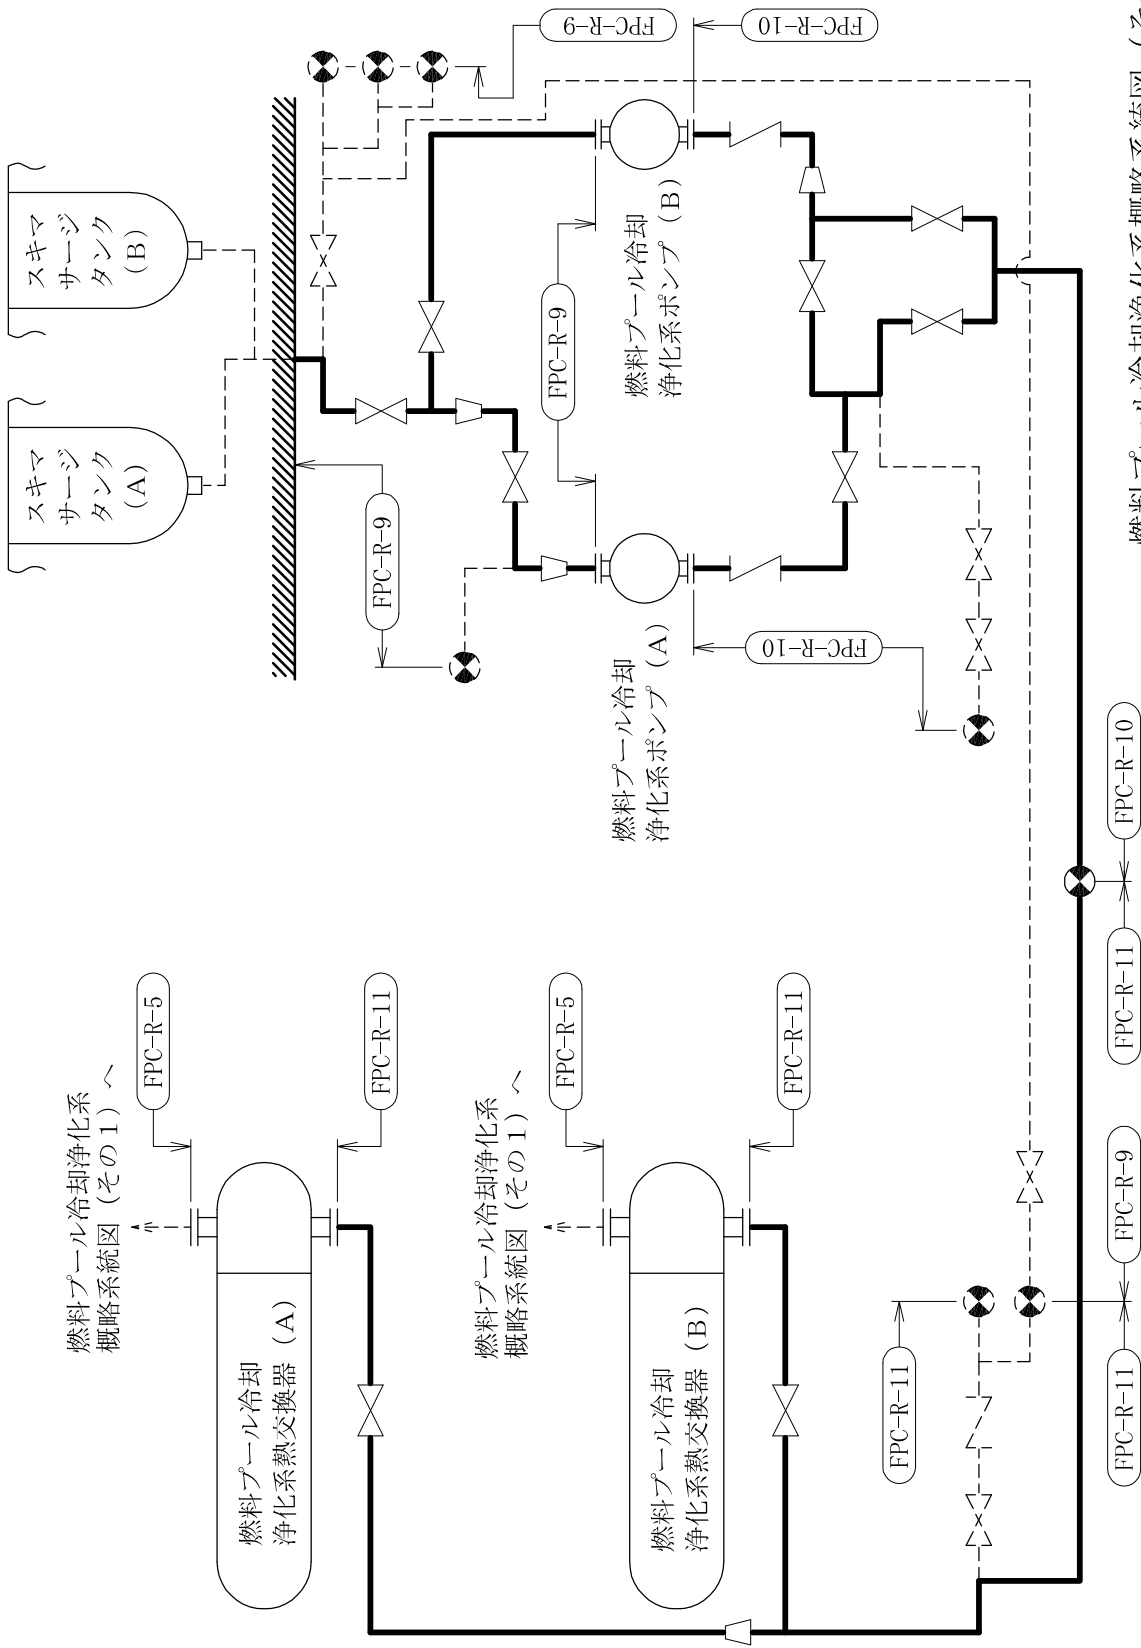 スキマ
サージ
タンク
(A)
スキマ
サージ
タンク
(B)
燃料プール冷却浄化系
概略系統図（その1）へ
FPC-R-5
燃料プール冷却
浄化系熱交換器（A）
FPC-R-11
燃料プール冷却浄化系
概略系統図（その1）へ
FPC-R-5
燃料プール冷却
浄化系熱交換器（B）
FPC-R-11
FPC-R-9
FPC-R-9
FPC-R-10
FPC-R-9
燃料プール冷却
浄化系ポンプ（A）
燃料プール冷却
浄化系ポンプ（B）
FPC-R-10
FPC-R-11
FPC-R-11
FPC-R-9
FPC-R-11
FPC-R-10
燃料プール冷却浄化系概略系統図（そ